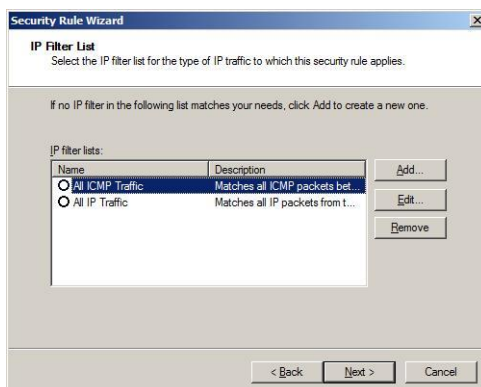 Security Rule Wizard
IP Filter List
Select the IP filter list for the type of IP traffic to which this security rule applies.
If no IP filter in the following list matches your needs, click Add to create a new one.
IP filter lists:
Name Description
All ICMP Traffic Matches all ICMP packets bet...
All IP Traffic Matches all IP packets from t...
Add...
Edit...
Remove
< Back Next > Cancel